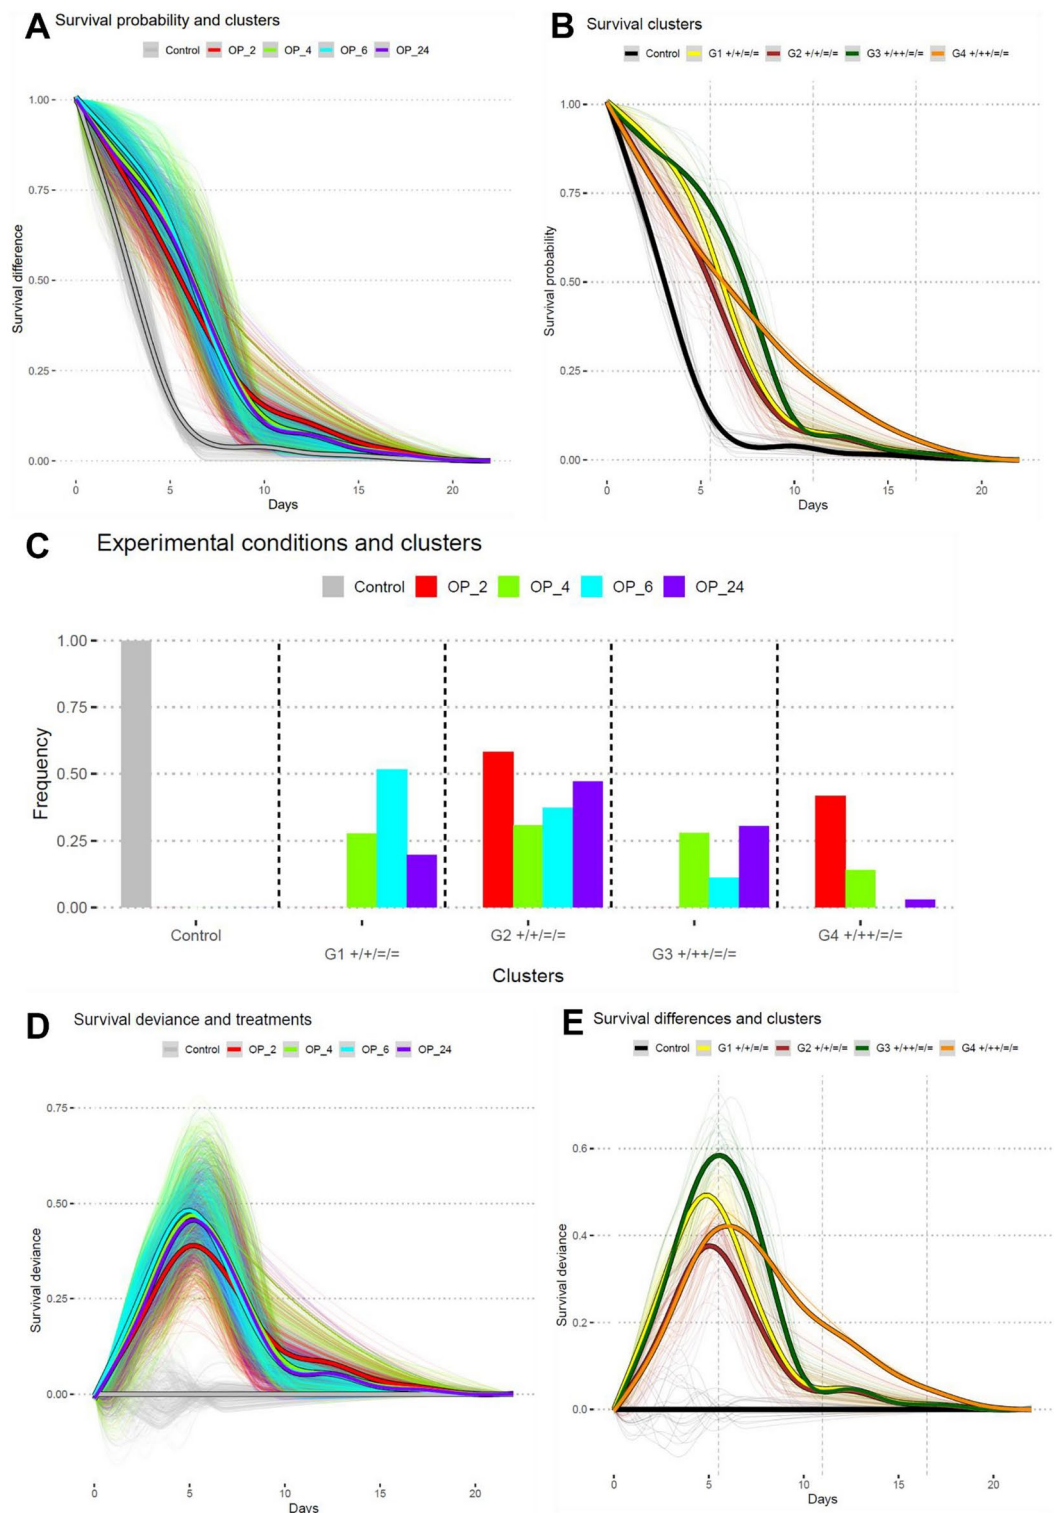 A Survival probability and clusters
Control OP_2 OP_4 OP_6 OP_24
1.00
0.75
0.50
0.25
0.00
Survival difference
0 5 10 15 20
Days
B Survival clusters
Control G1 +/+/=/= G2 +/+/=/= G3 +/++/=/= G4 +/++/=/=
1.00
0.75
0.50
0.25
0.00
Survival probability
0 5 10 15 20
Days
C Experimental conditions and clusters
Control OP_2 OP_4 OP_6 OP_24
1.00
0.75
0.50
0.25
0.00
Frequency
Control G2 +/+/=/= G4 +/++/=/=
G1 +/+/=/= G3 +/++/=/=
Clusters
D Survival deviance and treatments
Control OP_2 OP_4 OP_6 OP_24
0.75
0.50
0.25
0.00
Survival deviance
0 5 10 15 20
Days
E Survival differences and clusters
Control G1 +/+/=/= G2 +/+/=/= G3 +/++/=/= G4 +/++/=/=
0.6
0.4
0.2
0.0
Survival deviance
0 5 10 15 20
Days